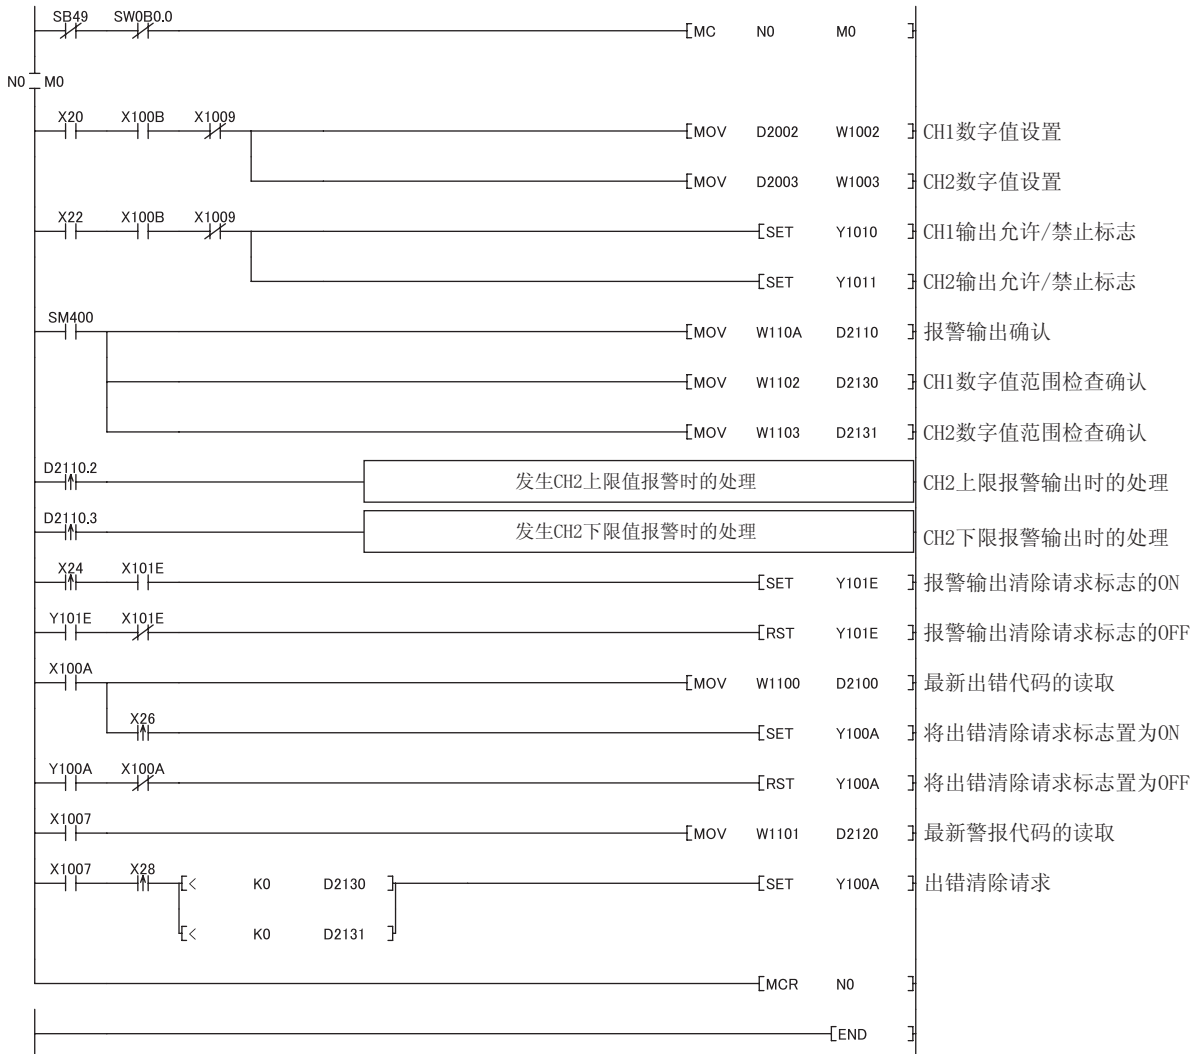 SB49 SW0B0.0
[MC N0 M0 ]
N0 M0
X20 X100B X1009
[MOV D2002 W1002 ] CH1数字值设置
[MOV D2003 W1003 ] CH2数字值设置
X22 X100B X1009
[SET Y1010 ] CH1输出允许/禁止标志
[SET Y1011 ] CH2输出允许/禁止标志
SM400
[MOV W110A D2110 ] 报警输出确认
[MOV W1102 D2130 ] CH1数字值范围检查确认
[MOV W1103 D2131 ] CH2数字值范围检查确认
D2110.2
发生CH2上限值报警时的处理 CH2上限报警输出时的处理
D2110.3
发生CH2下限值报警时的处理 CH2下限报警输出时的处理
X24 X101E
[SET Y101E ] 报警输出清除请求标志的ON
Y101E X101E
[RST Y101E ] 报警输出清除请求标志的OFF
X100A
[MOV W1100 D2100 ] 最新出错代码的读取
X26
[SET Y100A ] 将出错清除请求标志置为ON
Y100A X100A
[RST Y100A ] 将出错清除请求标志置为OFF
X1007
[MOV W1101 D2120 ] 最新警报代码的读取
X1007 X28
[< K0 D2130 ] [SET Y100A ] 出错清除请求
[< K0 D2131 ]
[MCR N0 ]
[END ]